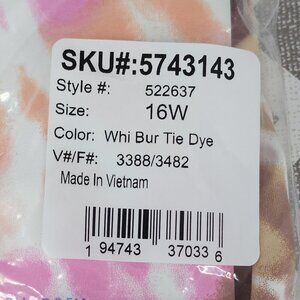 SKU#:5743143
Style #: 522637
Size: 16W
Color: Whi Bur Tie Dye
V#/F#: 3388/3482
Made In Vietnam
1 94743 37033 6